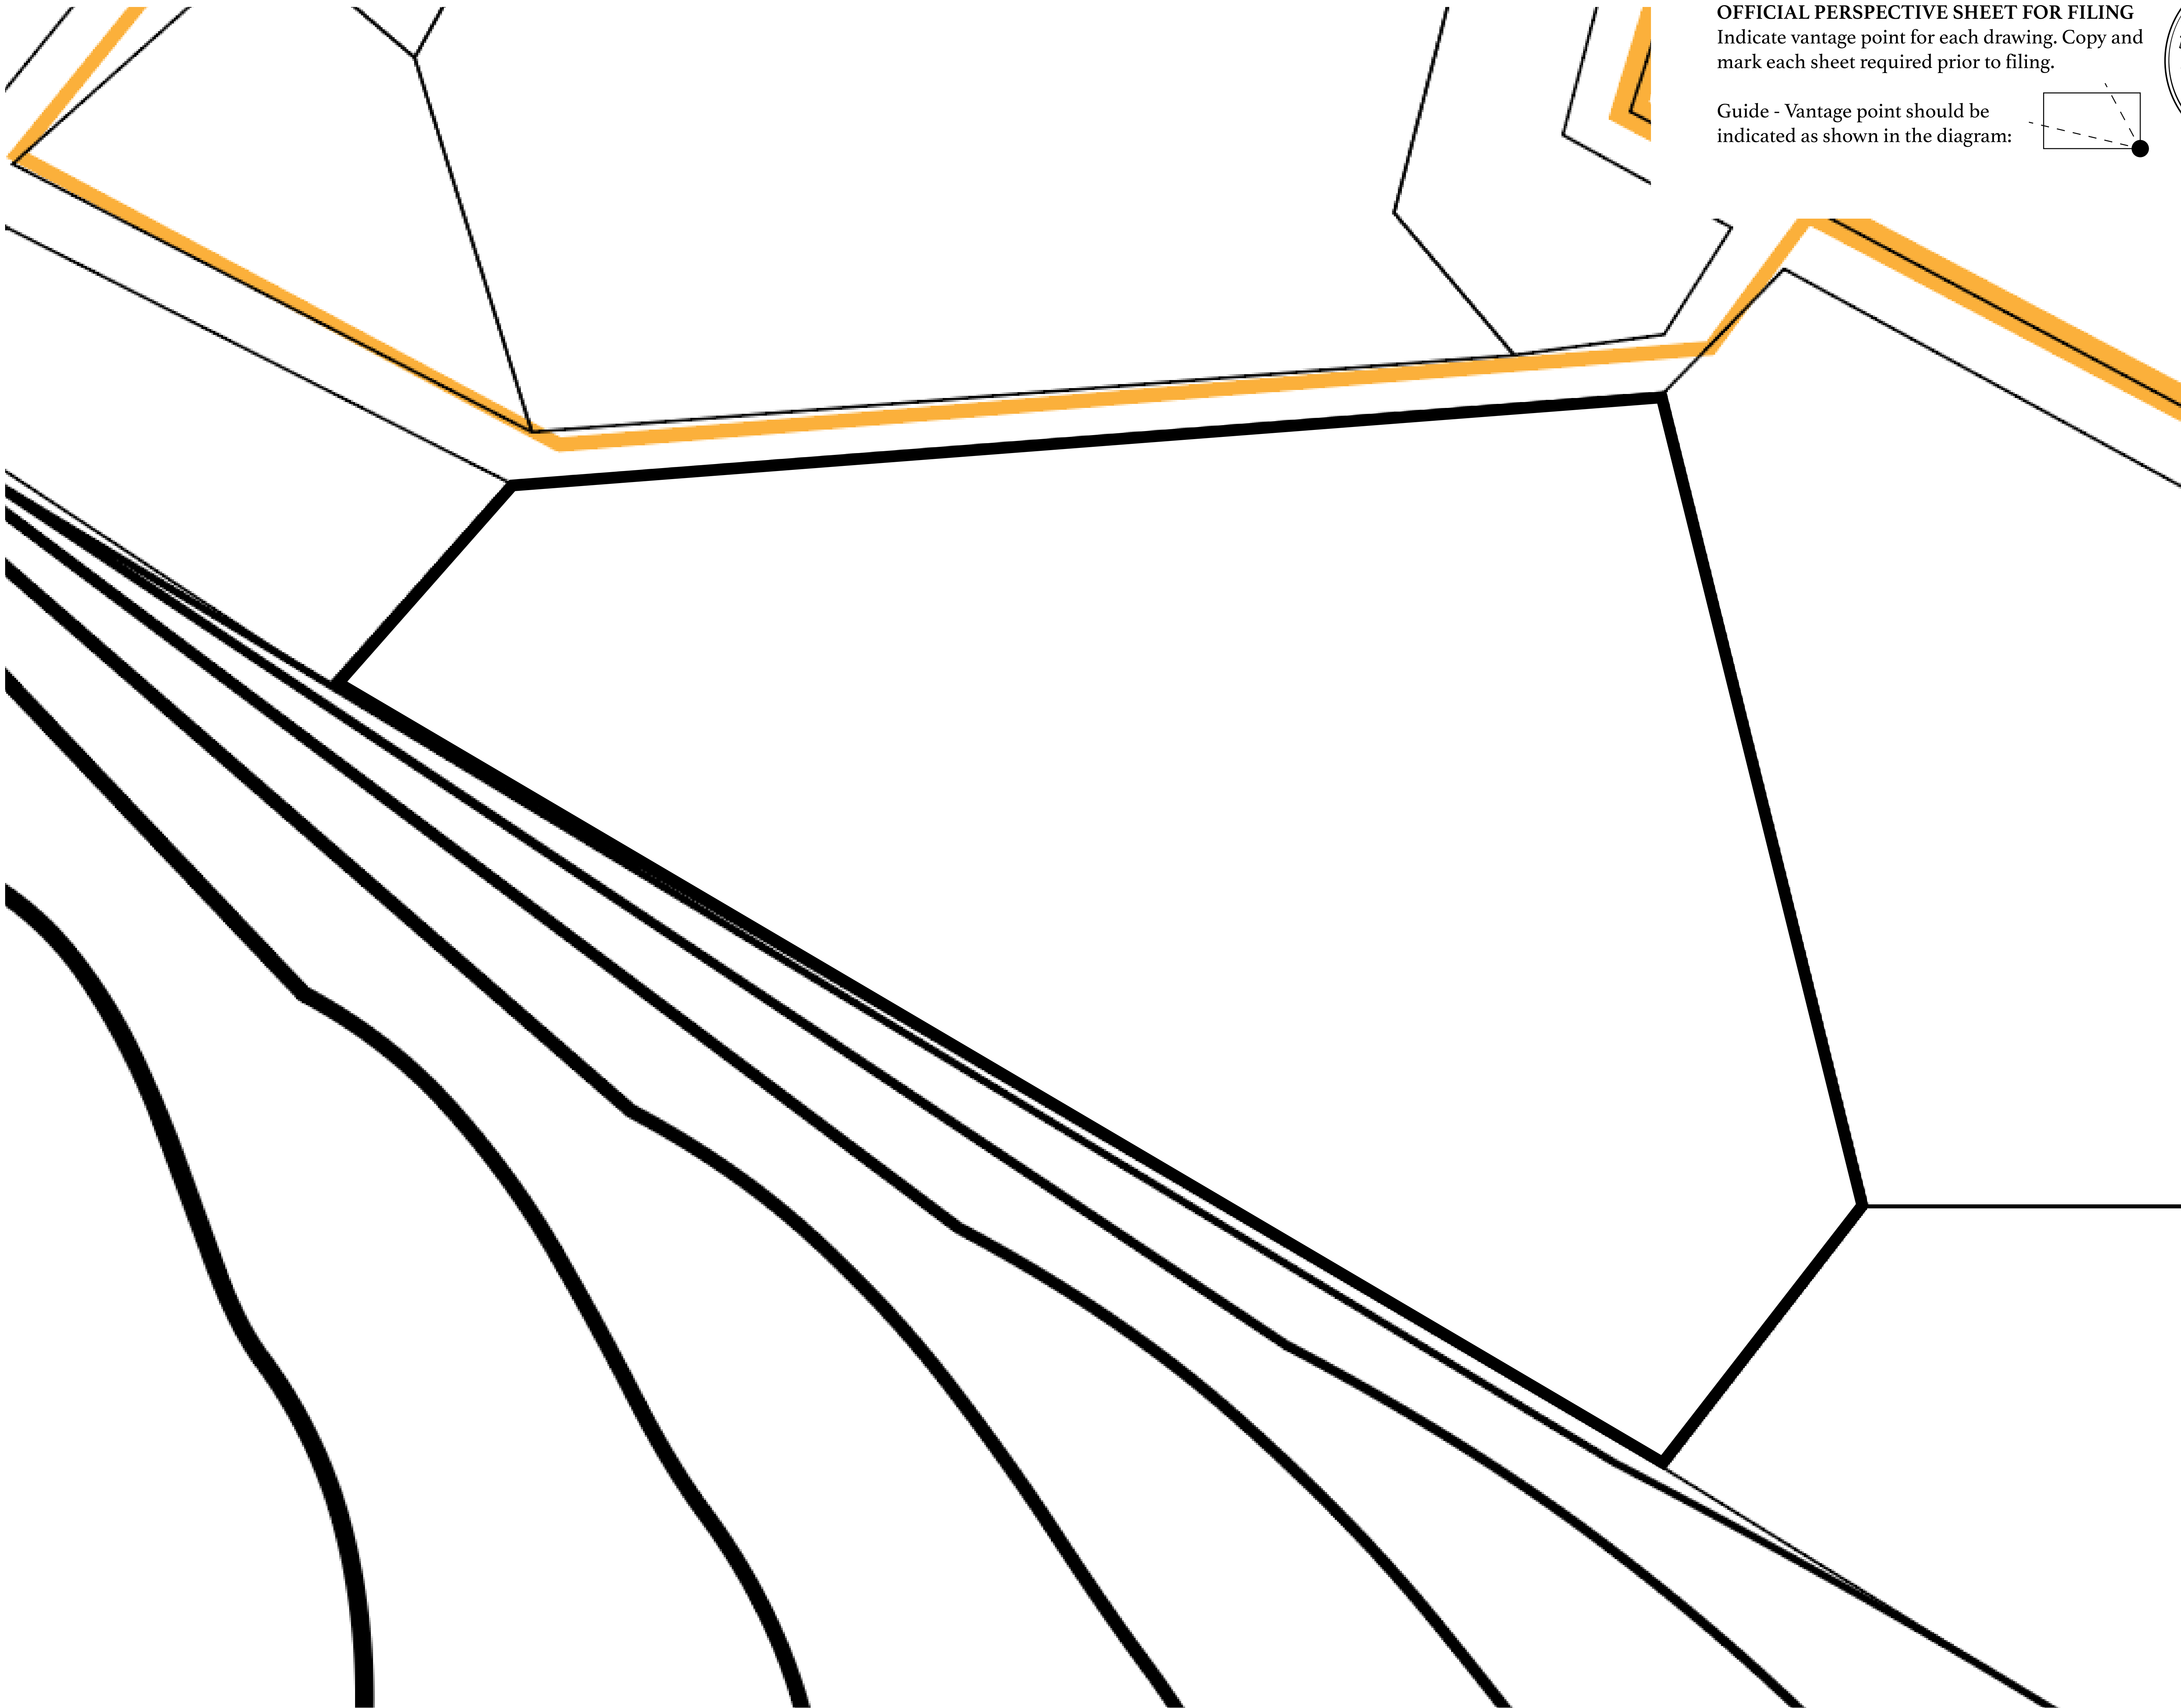 OFFICIAL PERSPECTIVE SHEET FOR FILING
Indicate vantage point for each drawing. Copy and
mark each sheet required prior to filing.
Guide - Vantage point should be
indicated as shown in the diagram: